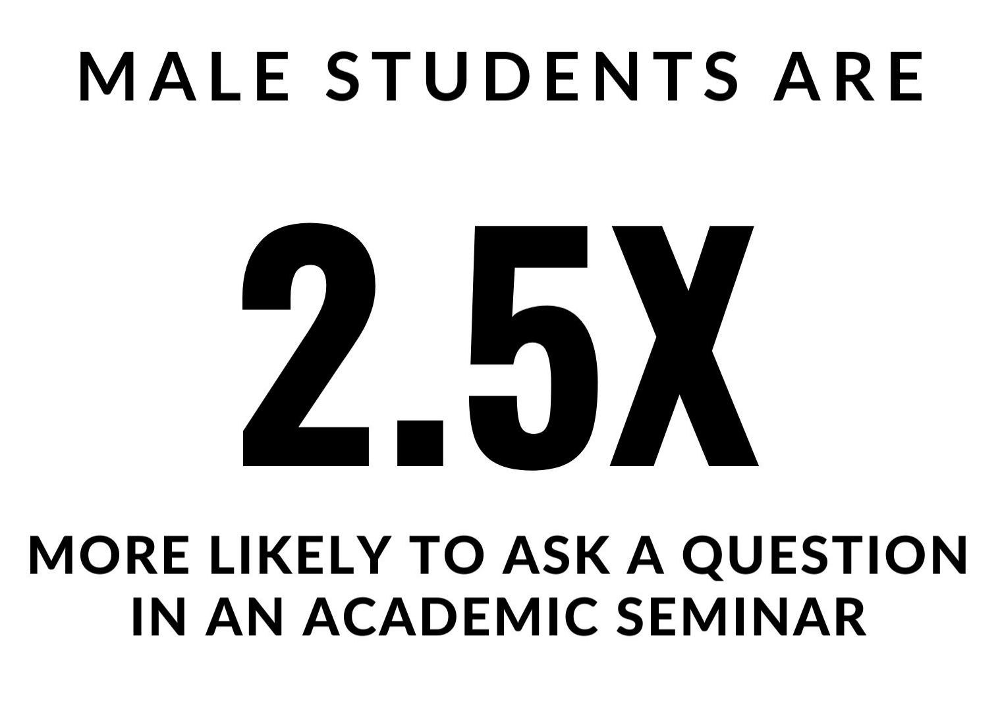 MALE STUDENTS ARE
2.5X
MORE LIKELY TO ASK A QUESTION
IN AN ACADEMIC SEMINAR